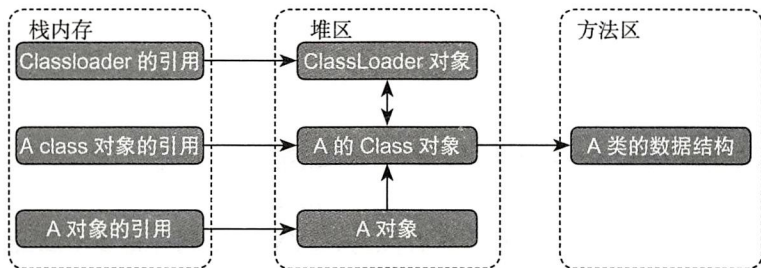 栈内存
堆区
方法区
Classloader 的引用
ClassLoader 对象
A class 对象的引用
A 的 Class 对象
A 类的数据结构
A 对象的引用
A 对象